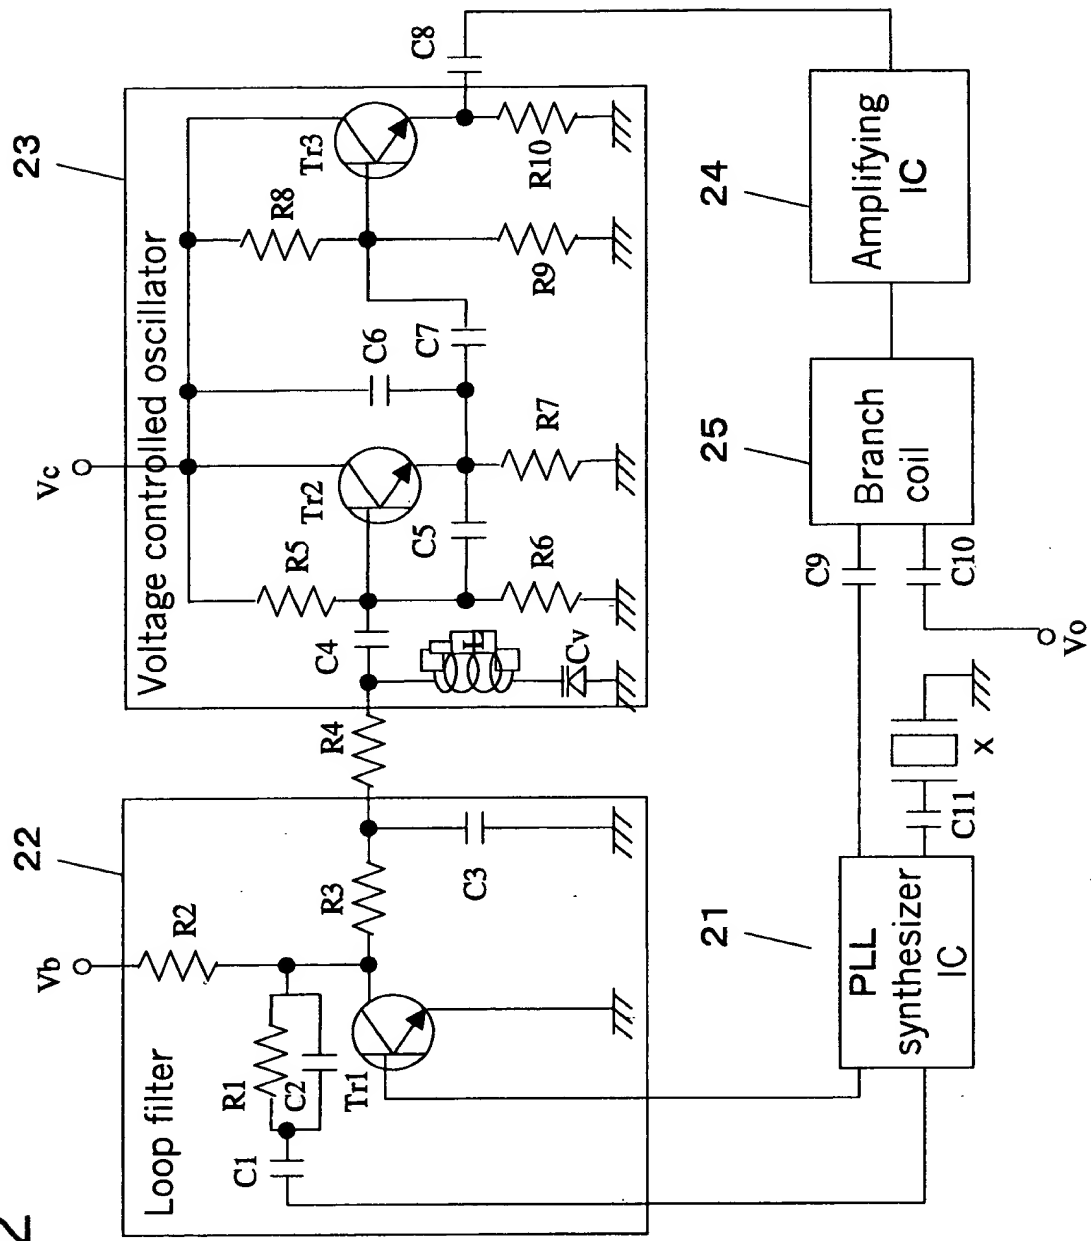 2
22
23
Vb
Vc
Loop filter
Voltage controlled oscillator
R2
R1
C2
C1
Tr1
R3
C3
R4
R5
C4
L
Cv
Tr2
C5
R6
R7
C6
C7
R8
Tr3
R9
R10
C8
21
PLL
synthesizer
IC
C11
X
C9
C10
Vo
25
Branch
coil
24
Amplifying
IC